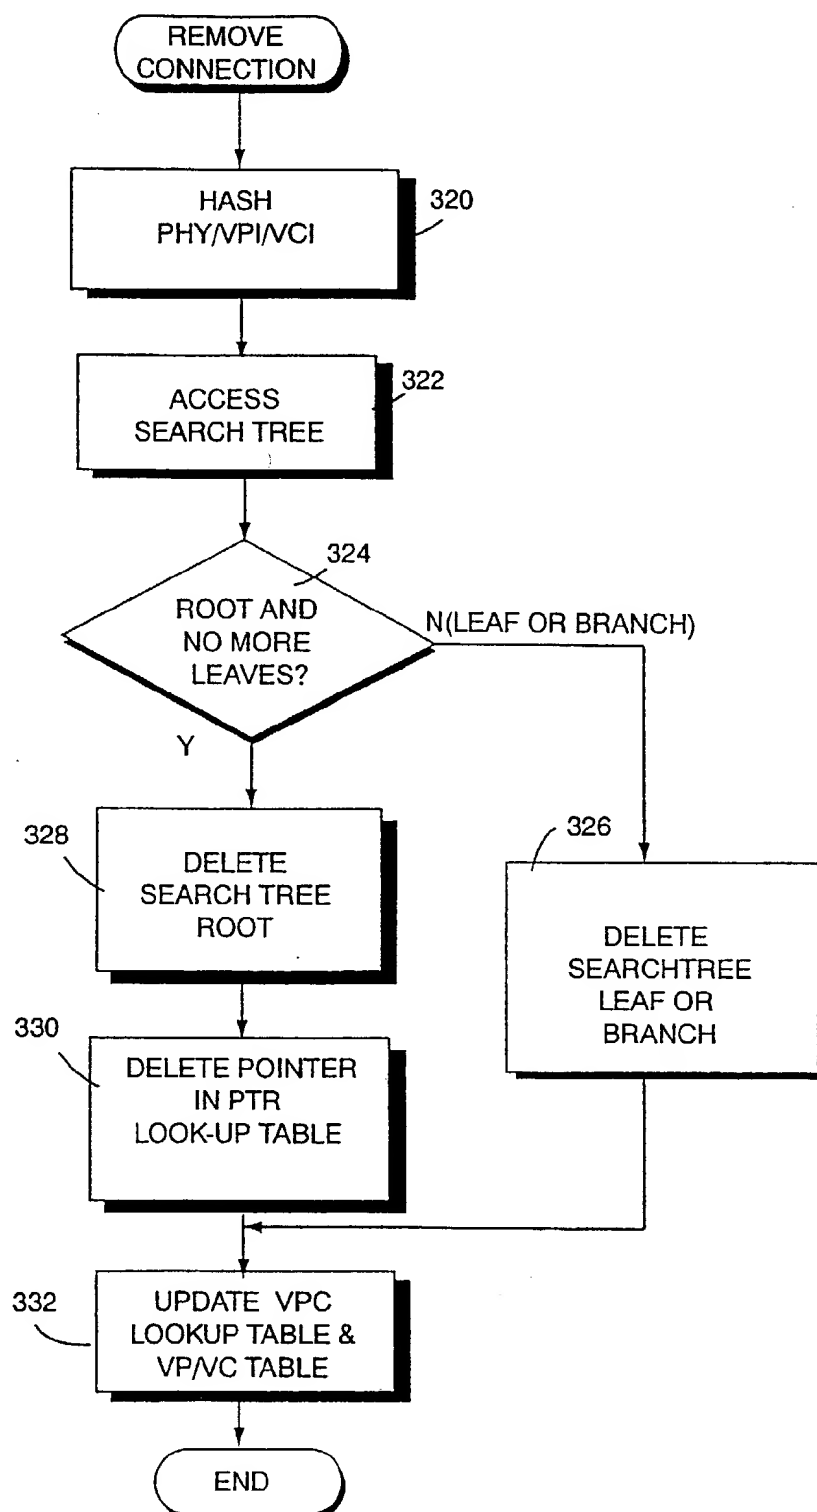 REMOVE
CONNECTION
HASH
PHY/VPI/VCI
320
ACCESS
SEARCH TREE
322
324
ROOT AND
NO MORE
LEAVES?
N(LEAF OR BRANCH)
Y
328
DELETE
SEARCH TREE
ROOT
326
DELETE
SEARCHTREE
LEAF OR
BRANCH
330
DELETE POINTER
IN PTR
LOOK-UP TABLE
332
UPDATE VPC
LOOKUP TABLE &
VP/VC TABLE
END